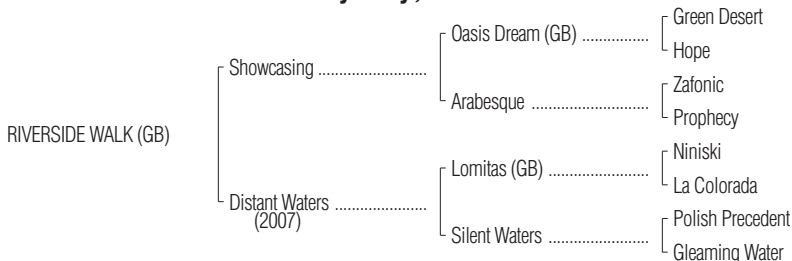 Green Desert
Oasis Dream (GB) ................
Hope
Showcasing ..........................
Zafonic
Arabesque ............................
Prophecy
RIVERSIDE WALK (GB)
Niniski
Lomitas (GB) ........................
La Colorada
Distant Waters ......................
(2007)
Polish Precedent
Silent Waters .........................
Gleaming Water